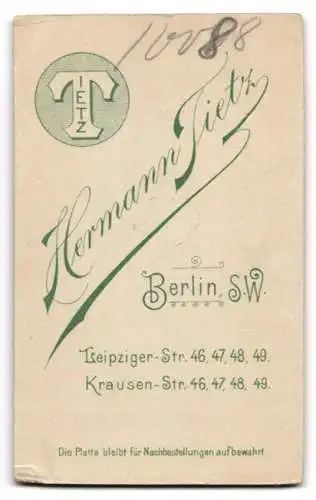 16088
TIETZ
Hermann Tietz
Berlin, S.W.
Leipziger-Str. 46, 47, 48, 49.
Krausen-Str. 46, 47, 48, 49.
Die Platte bleibt für Nachbestellungen aufbewahrt